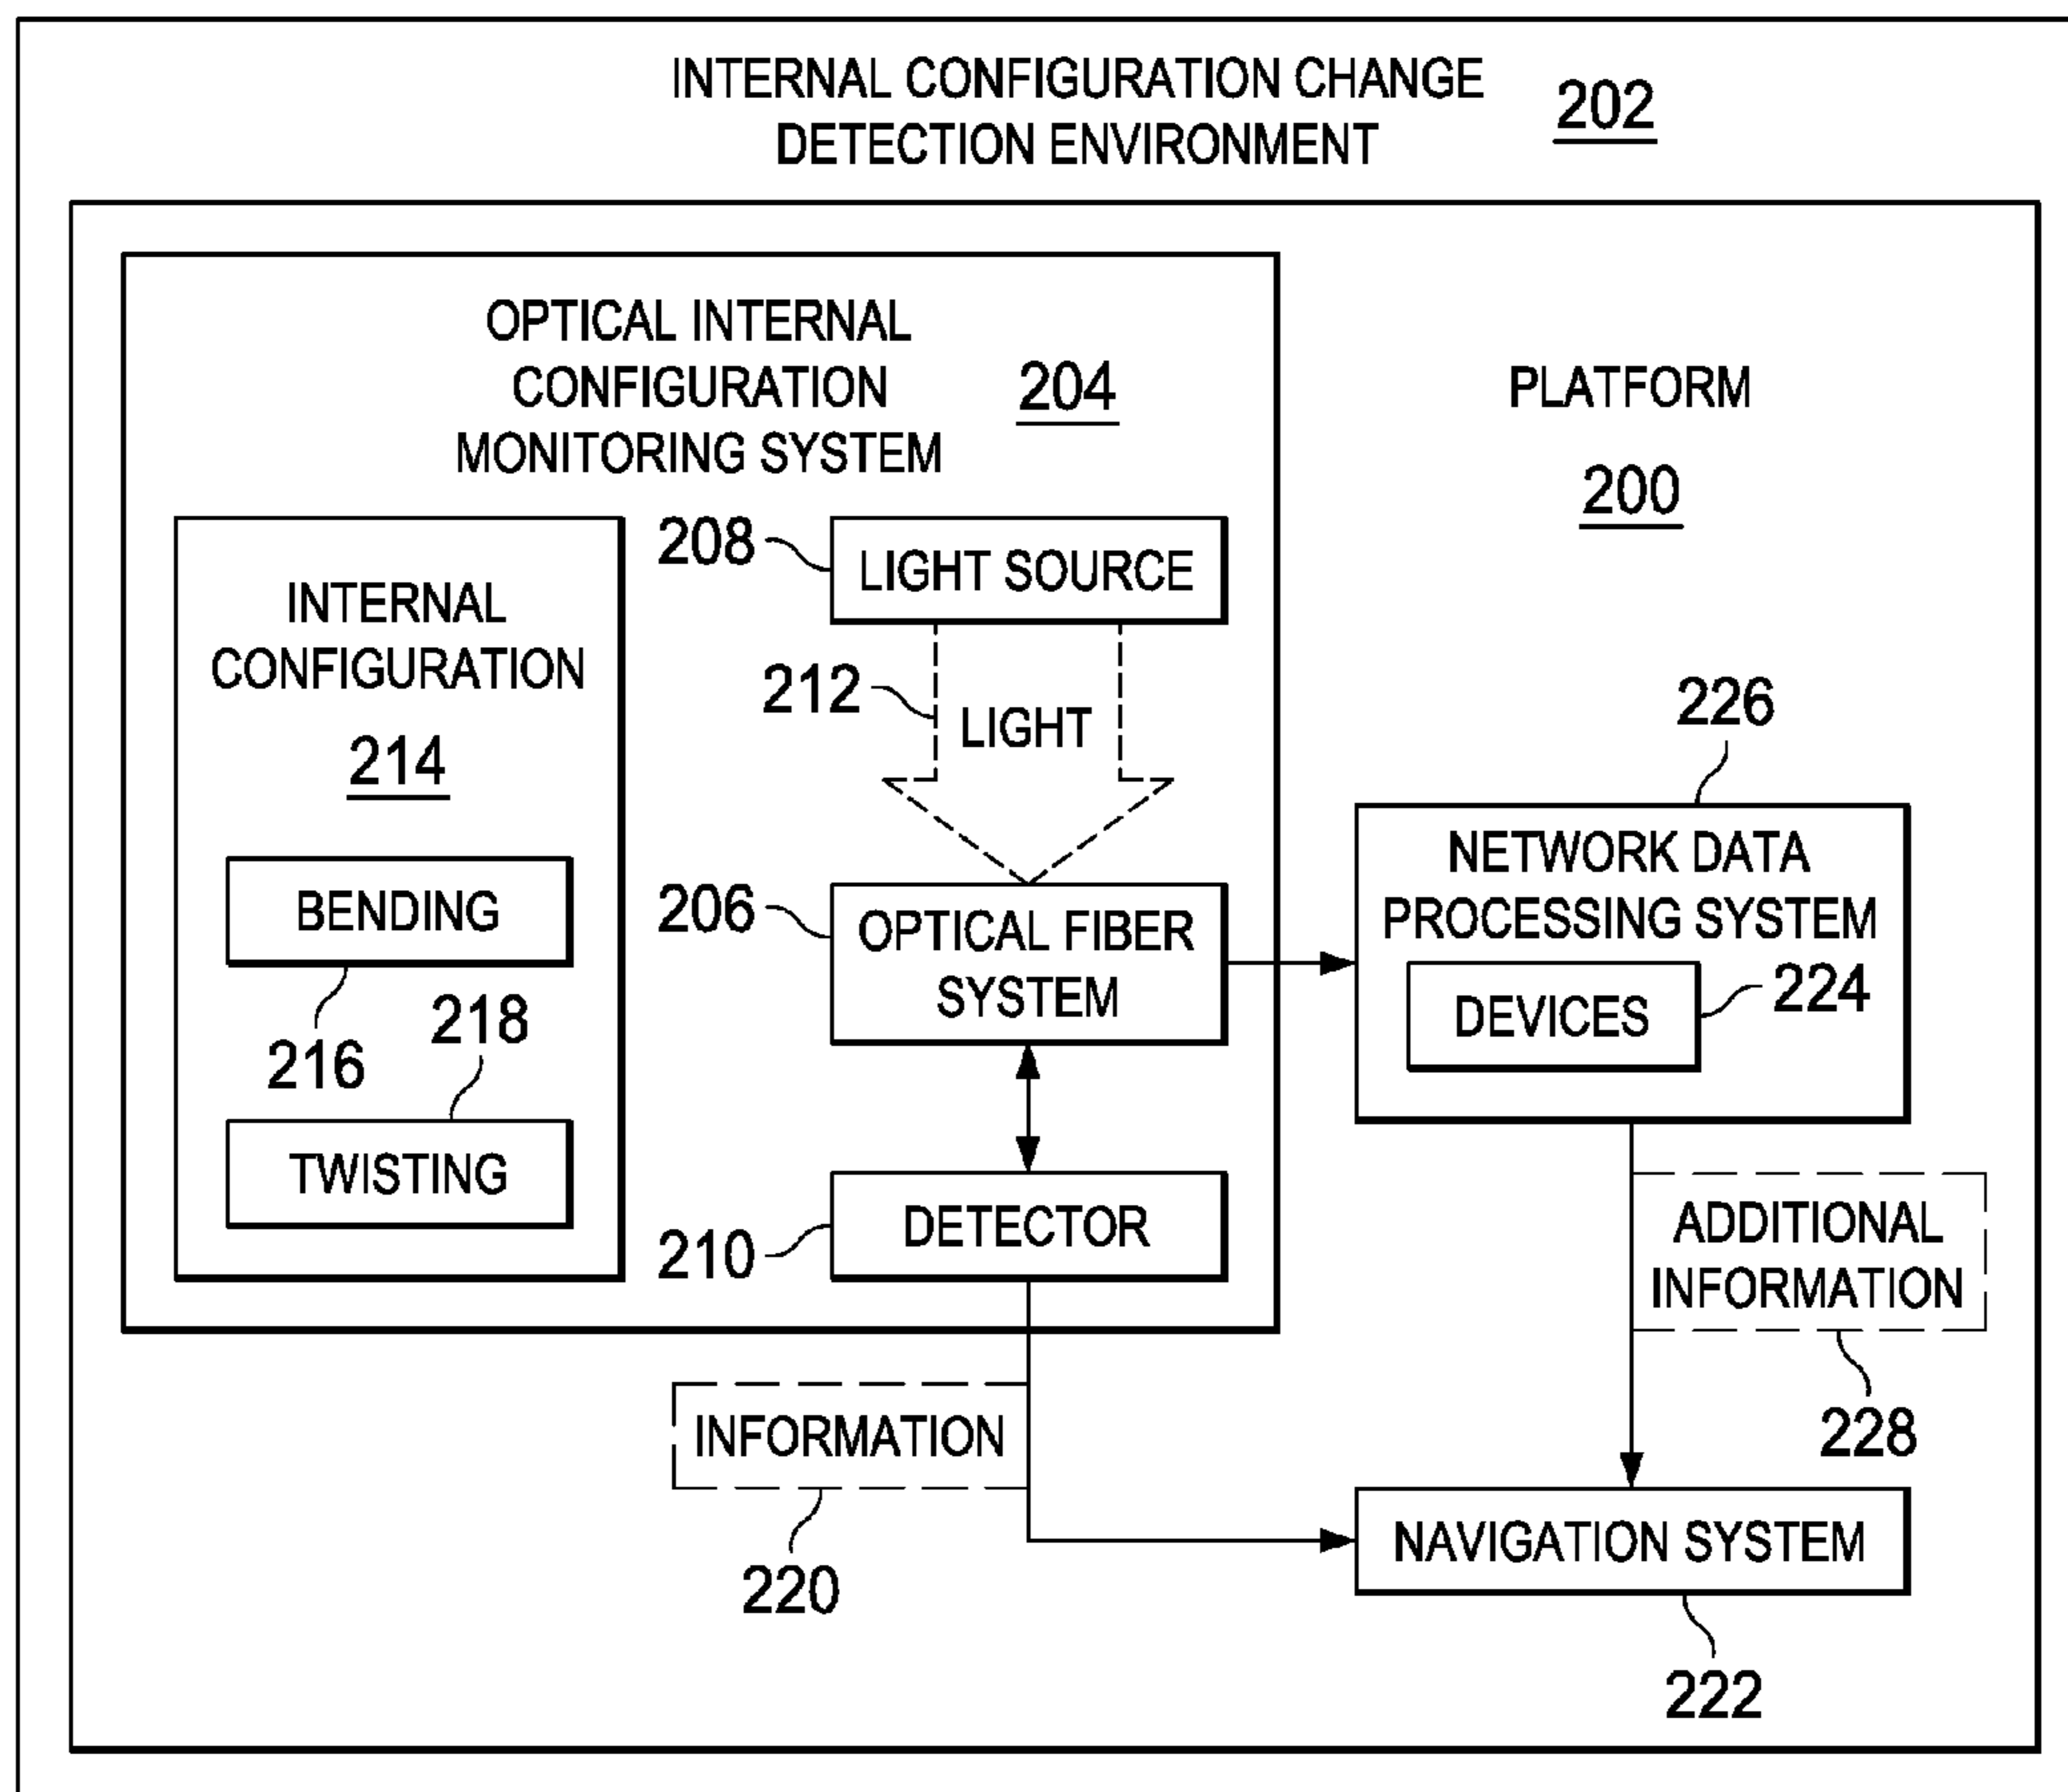 INTERNAL CONFIGURATION CHANGE
DETECTION ENVIRONMENT
202
OPTICAL INTERNAL
CONFIGURATION
MONITORING SYSTEM
204
PLATFORM
200
INTERNAL
CONFIGURATION
214
BENDING
216
218
TWISTING
208
LIGHT SOURCE
212
LIGHT
206
OPTICAL FIBER
SYSTEM
210
DETECTOR
226
NETWORK DATA
PROCESSING SYSTEM
DEVICES
224
ADDITIONAL
INFORMATION
228
INFORMATION
220
NAVIGATION SYSTEM
222